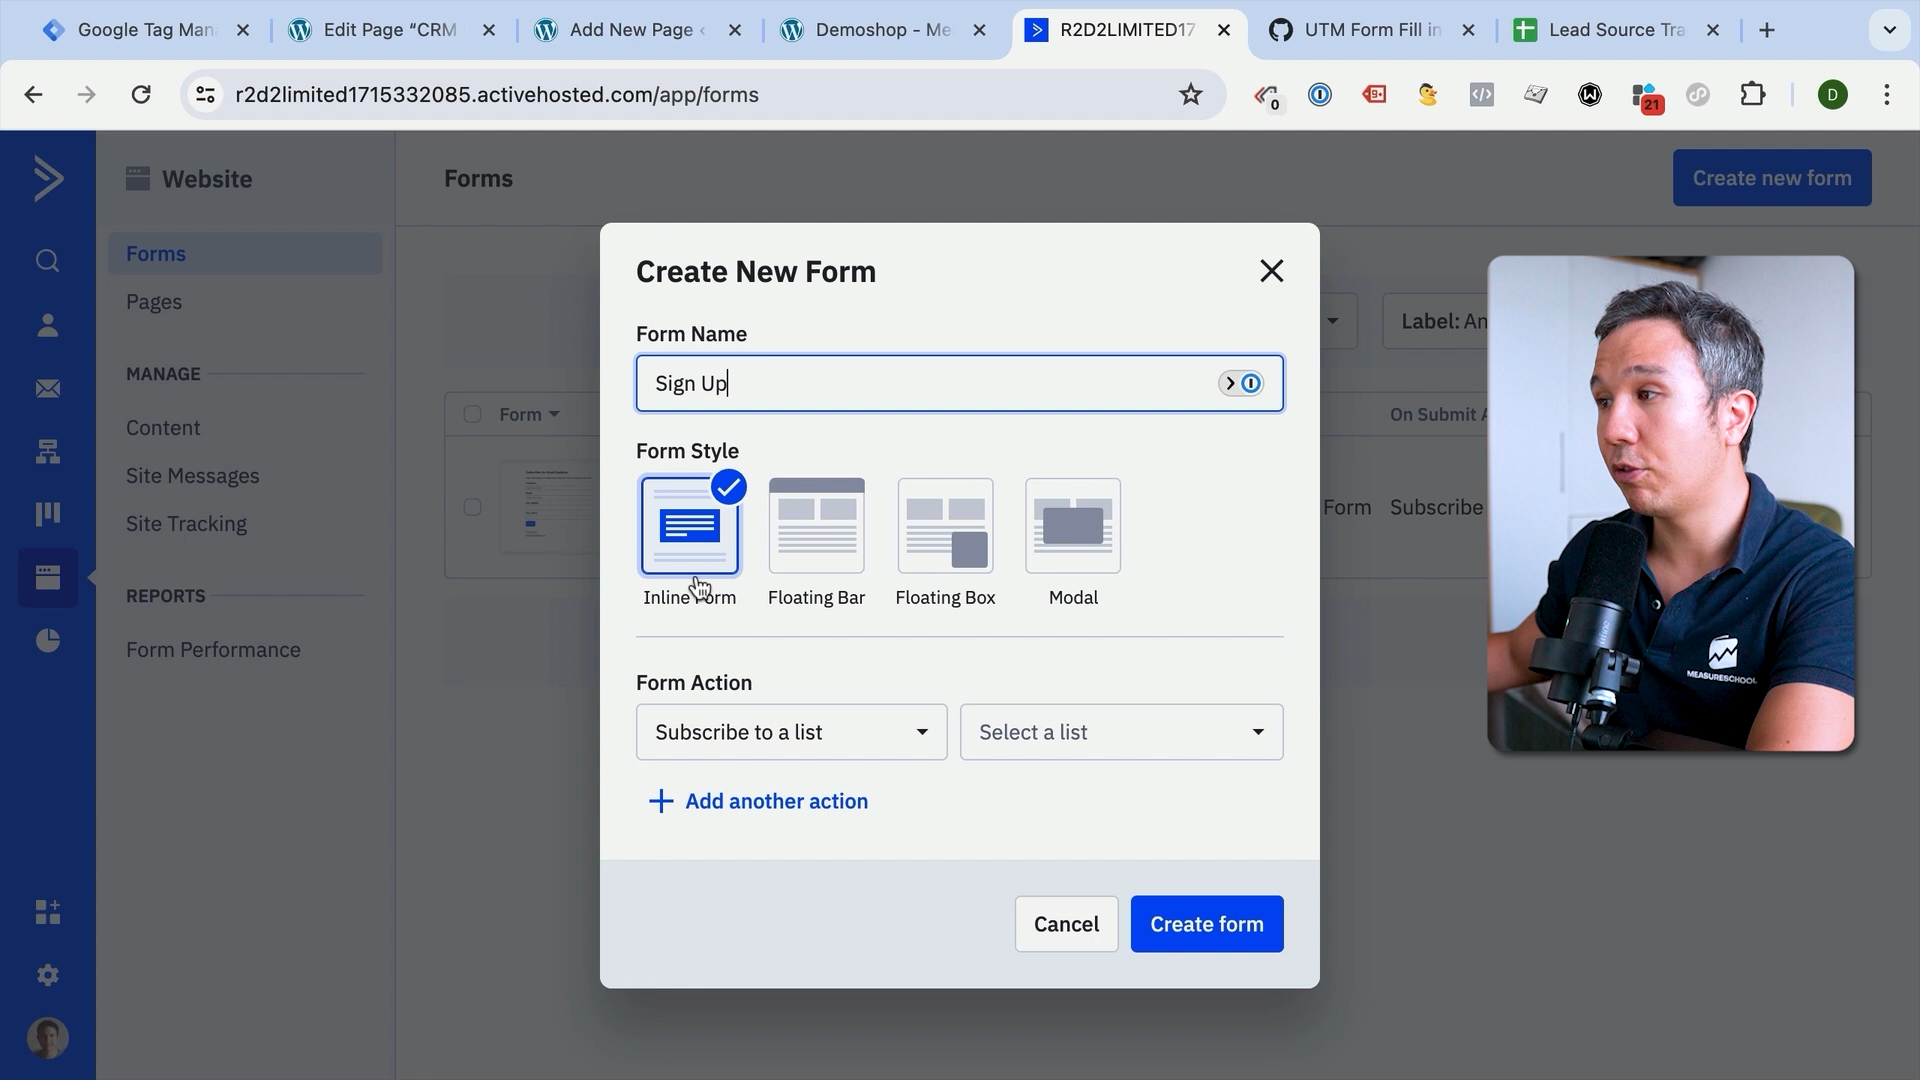 Google Tag Man
Edit Page “CRM
Add New Page ‹
Demoshop - Me
R2D2LIMITED17
UTM Form Fill in
Lead Source Tra
r2d2limited1715332085.activehosted.com/app/forms
0
9+
21
D
Website
Forms
Create new form
Forms
Pages
MANAGE
Content
Site Messages
Site Tracking
REPORTS
Form Performance
Label: An
Form
On Submit A
Form
Subscribe
Create New Form
Form Name
Sign Up
Form Style
Inline Form
Floating Bar
Floating Box
Modal
Form Action
Subscribe to a list
Select a list
Add another action
Cancel
Create form
MEASURESCHOOL